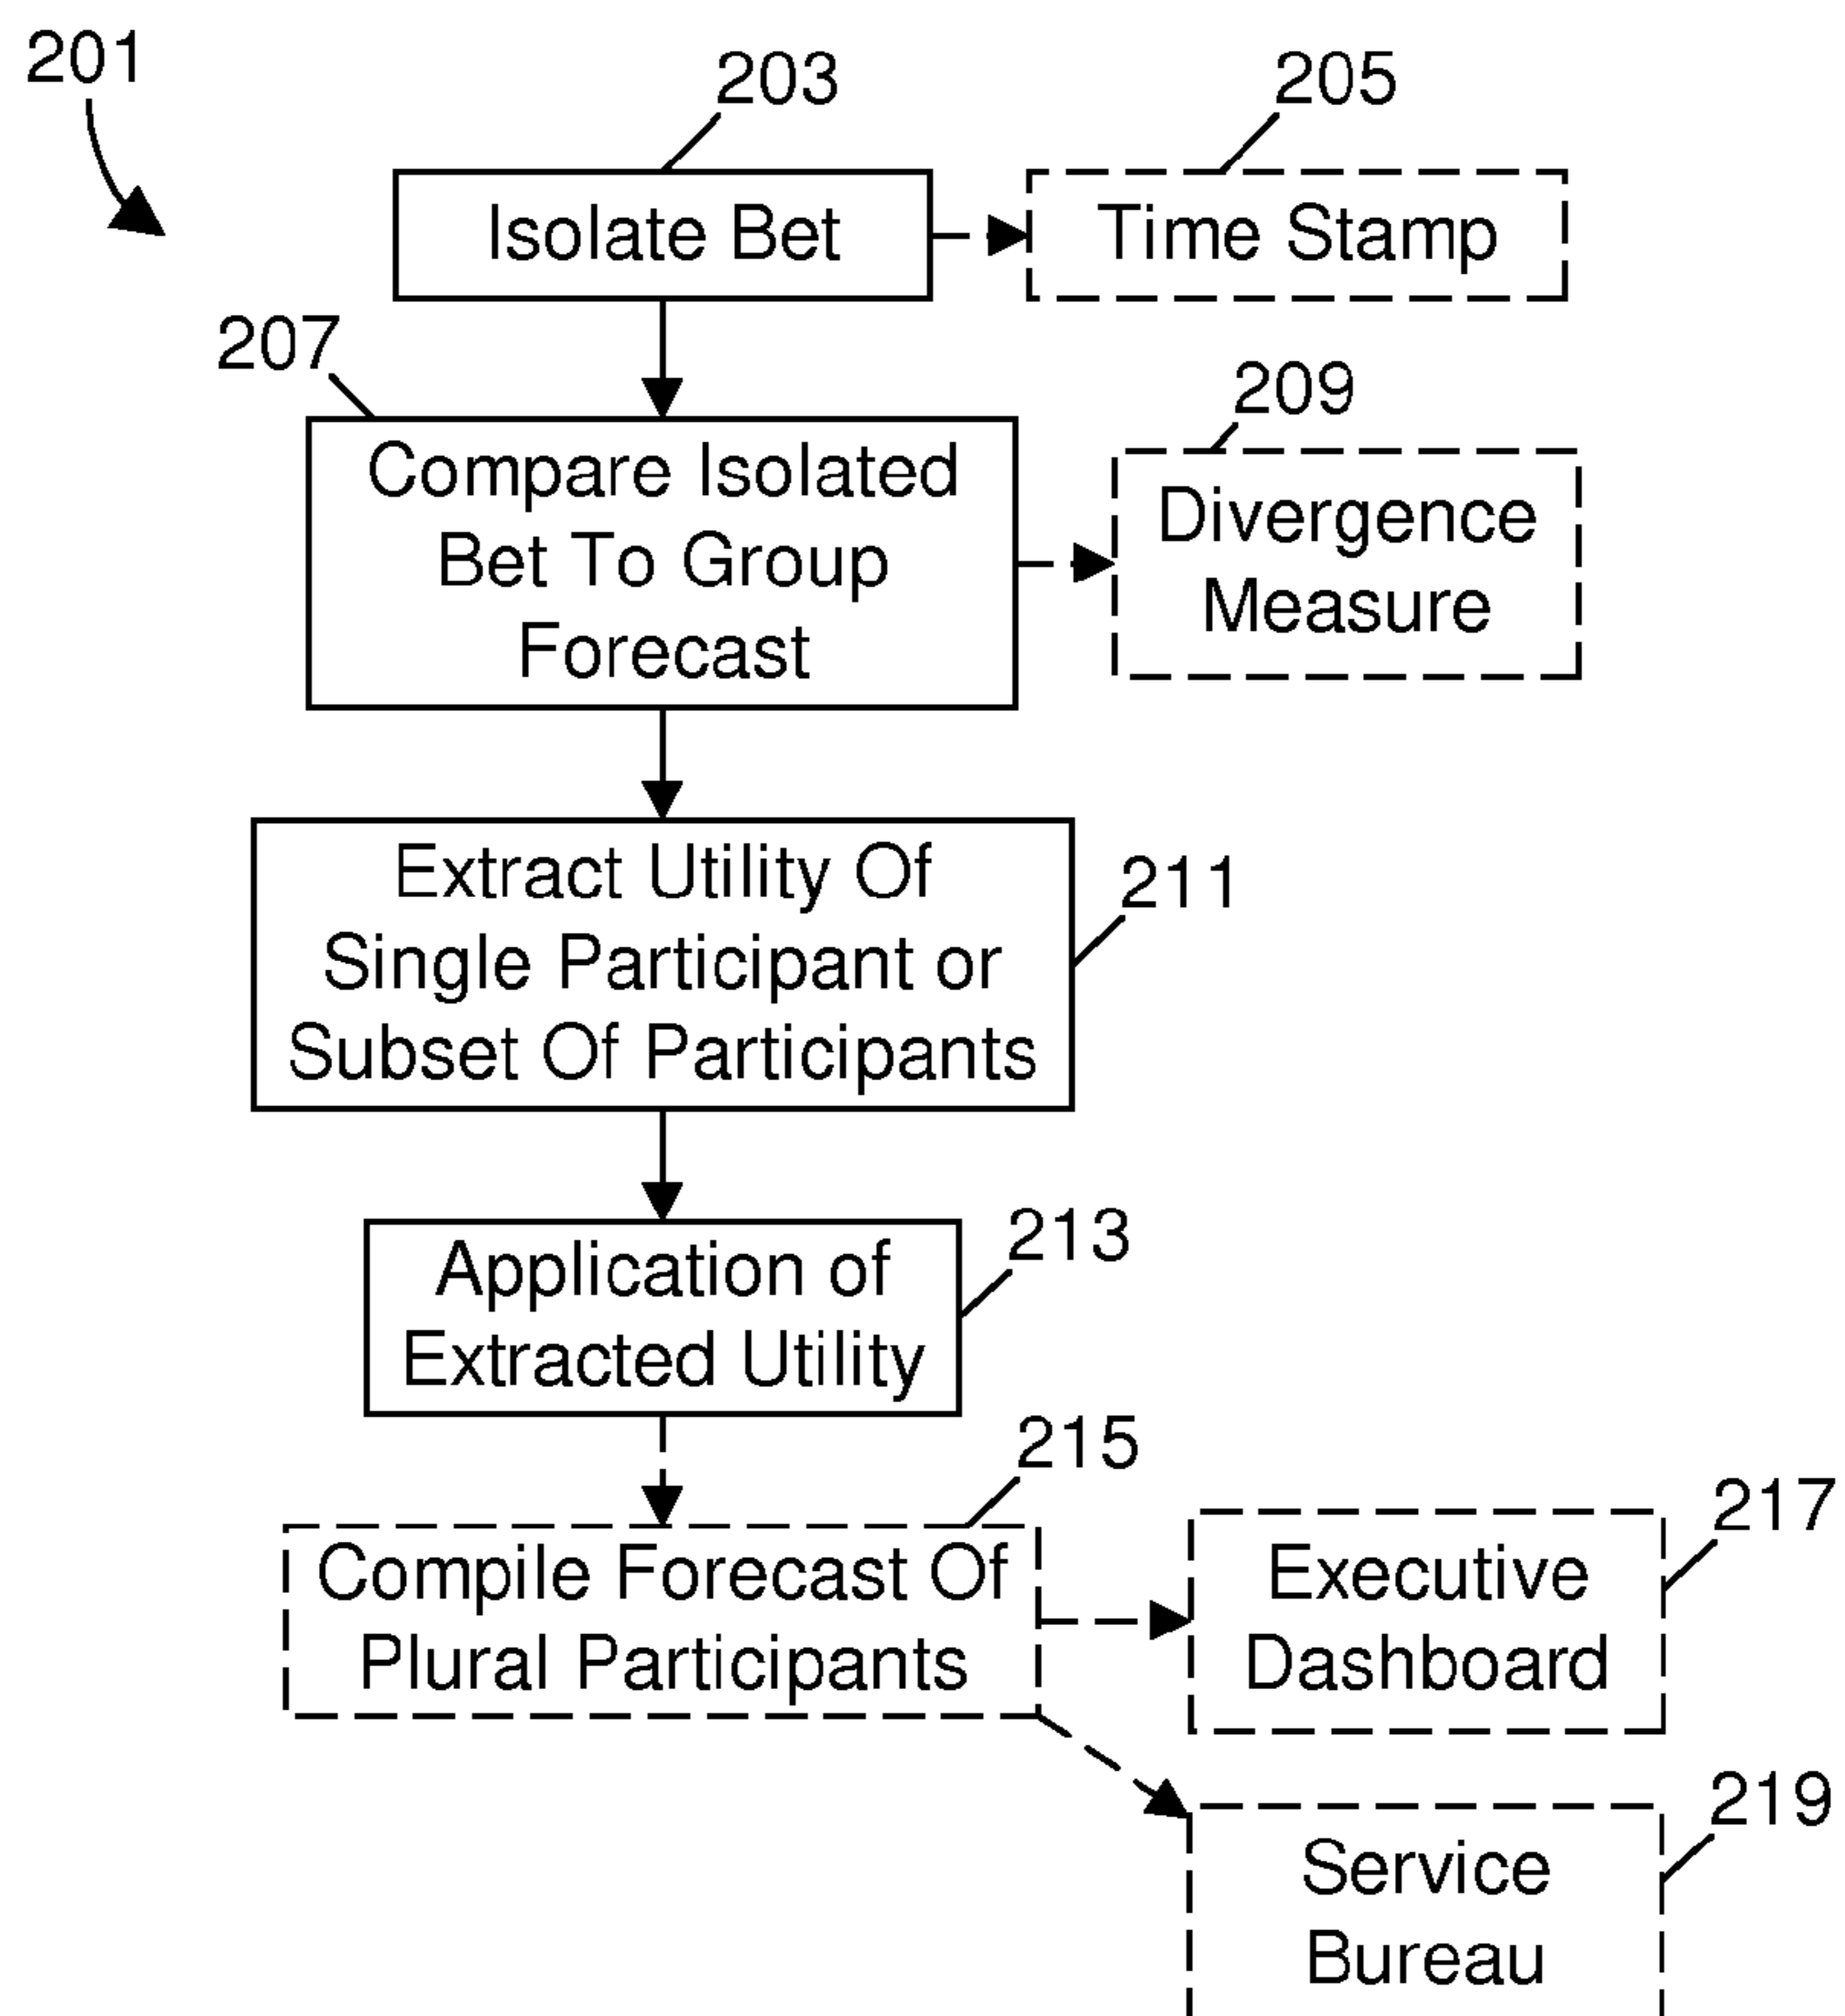 201
203
205
Isolate Bet
Time Stamp
207
209
Compare Isolated
Bet To Group
Forecast
Divergence
Measure
211
Extract Utility Of
Single Participant or
Subset Of Participants
213
Application of
Extracted Utility
215
217
Compile Forecast Of
Plural Participants
Executive
Dashboard
219
Service
Bureau